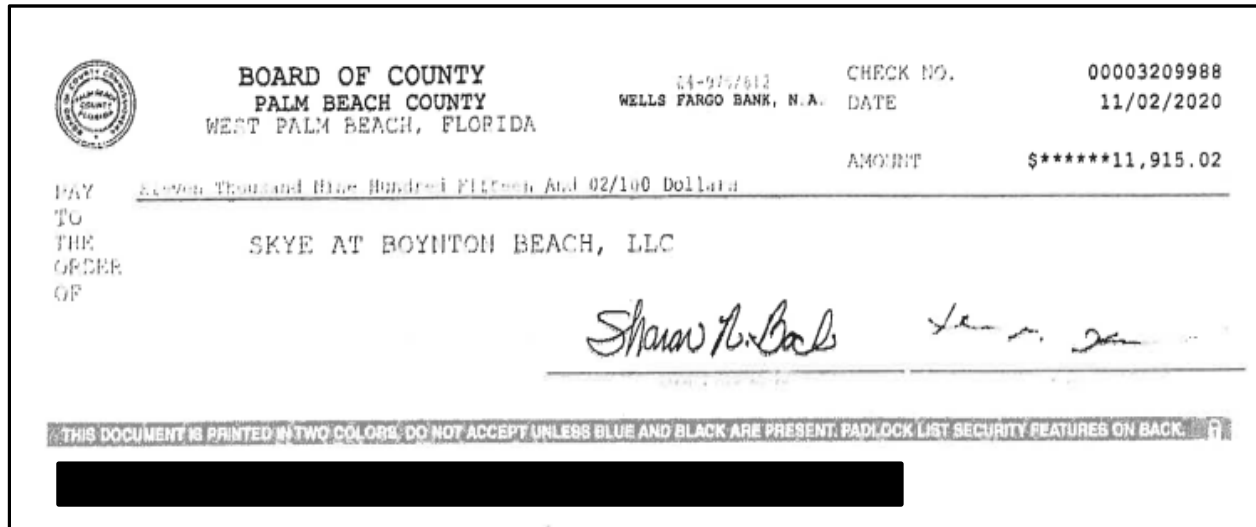 BOARD OF COUNTY
PALM BEACH COUNTY
WEST PALM BEACH, FLORIDA
WELLS FARGO BANK, N.A.
CHECK NO. 00003209988
DATE 11/02/2020
AMOUNT $******11,915.02
PAY Eleven Thousand Nine Hundred Fifteen And 02/100 Dollars
TO
THE
ORDER
OF
SKYE AT BOYNTON BEACH, LLC
Sharon R. Bock
THIS DOCUMENT IS PRINTED IN TWO COLORS. DO NOT ACCEPT UNLESS BLUE AND BLACK ARE PRESENT. PADLOCK LIST SECURITY FEATURES ON BACK.